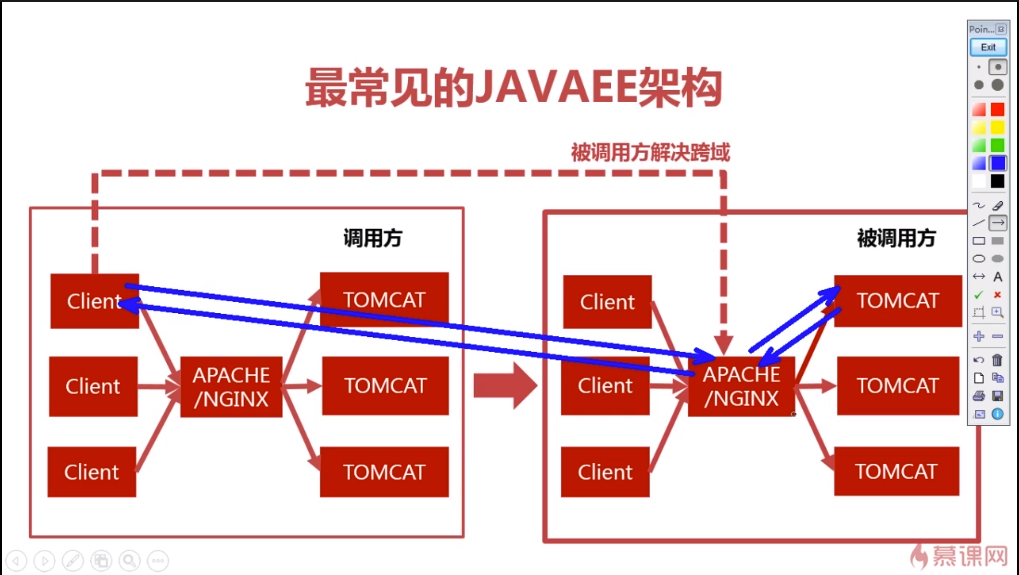 最常见的JAVAEE架构
被调用方解决跨域
调用方
Client
TOMCAT
Client
APACHE
/NGINX
TOMCAT
Client
TOMCAT
被调用方
Client
TOMCAT
Client
APACHE
/NGINX
TOMCAT
Client
TOMCAT
Poin...
Exit
A
慕课网